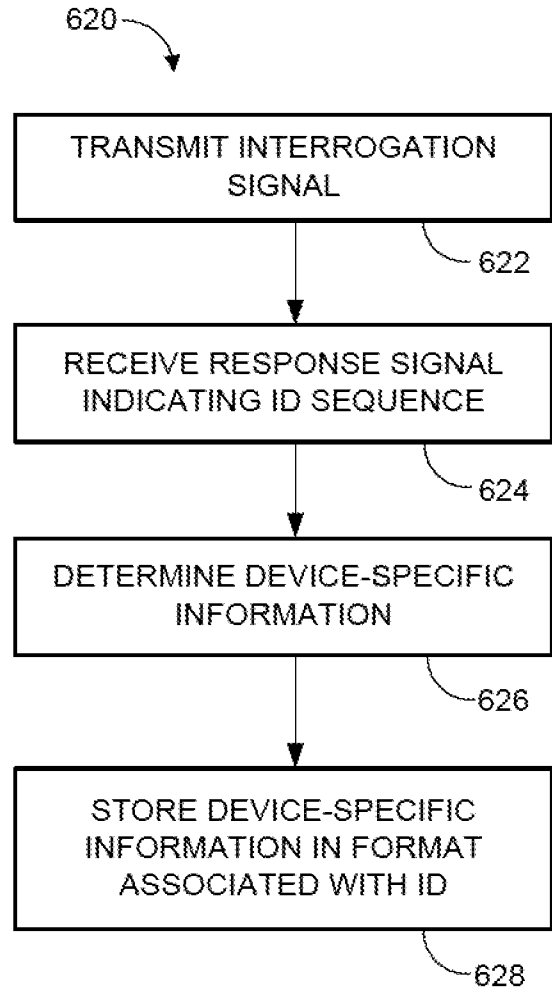 620
TRANSMIT INTERROGATION
SIGNAL
622
RECEIVE RESPONSE SIGNAL
INDICATING ID SEQUENCE
624
DETERMINE DEVICE-SPECIFIC
INFORMATION
626
STORE DEVICE-SPECIFIC
INFORMATION IN FORMAT
ASSOCIATED WITH ID
628